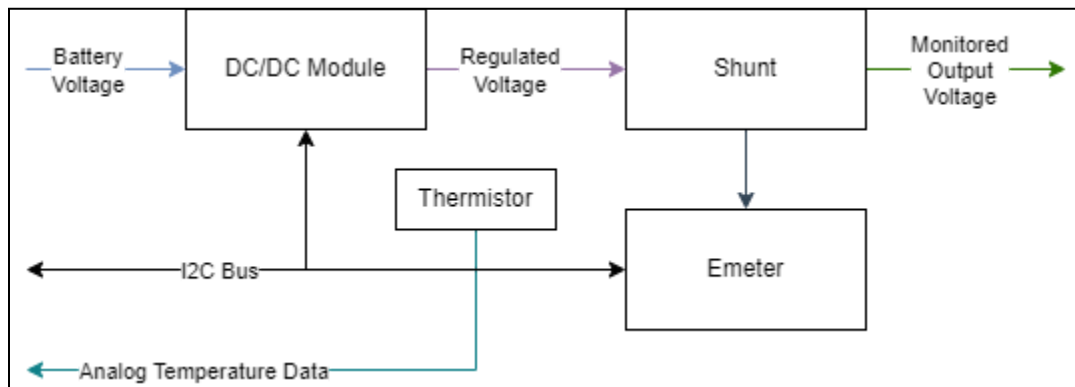 Battery
Voltage
DC/DC Module
Regulated
Voltage
Shunt
Monitored
Output
Voltage
Thermistor
I2C Bus
Emeter
Analog Temperature Data